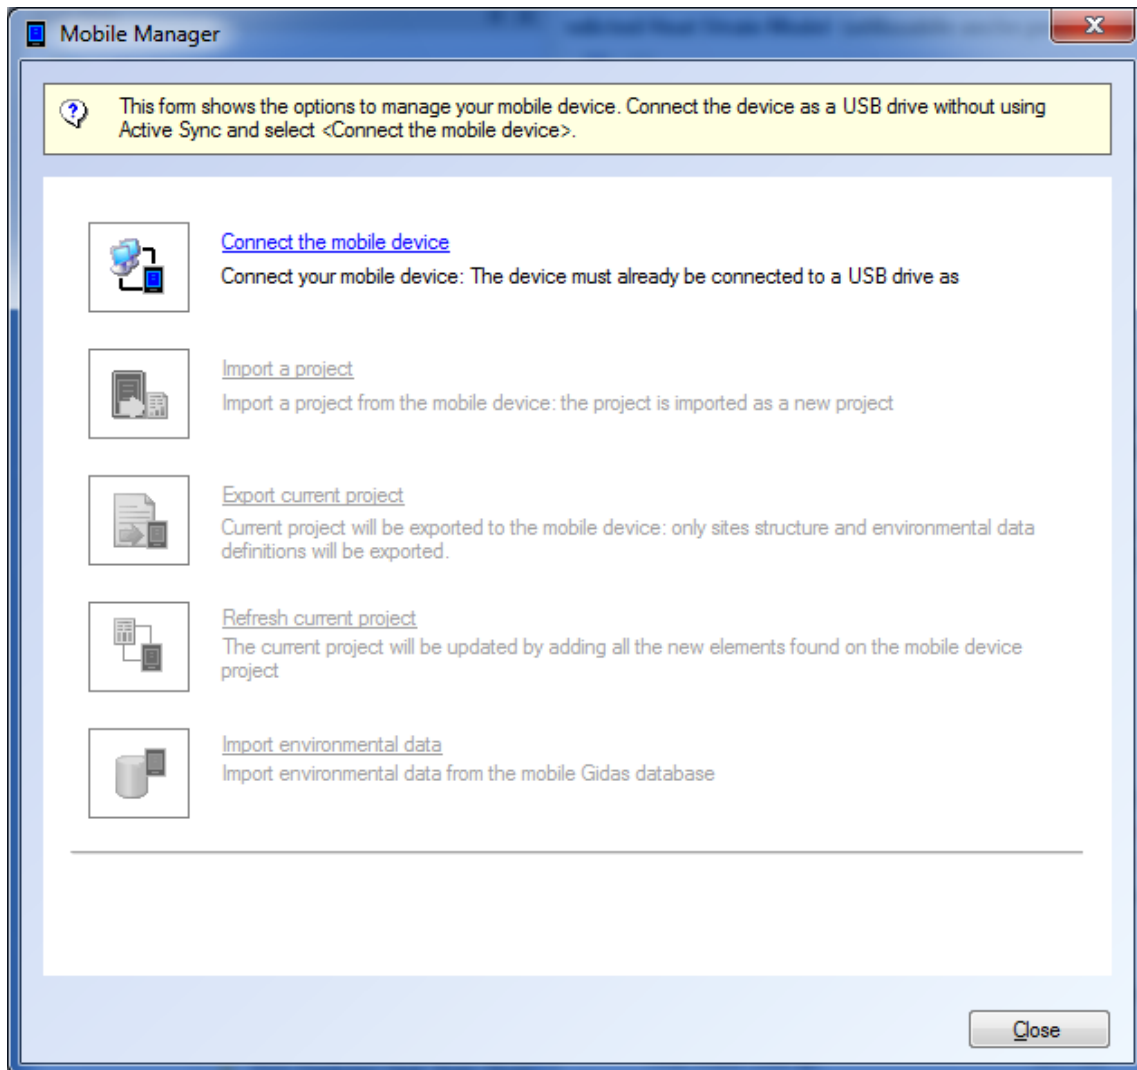 Mobile Manager
This form shows the options to manage your mobile device. Connect the device as a USB drive without using
Active Sync and select <Connect the mobile device>.
Connect the mobile device
Connect your mobile device: The device must already be connected to a USB drive as
Import a project
Import a project from the mobile device: the project is imported as a new project
Export current project
Current project will be exported to the mobile device: only sites structure and environmental data
definitions will be exported.
Refresh current project
The current project will be updated by adding all the new elements found on the mobile device
project
Import environmental data
Import environmental data from the mobile Gidas database
Close